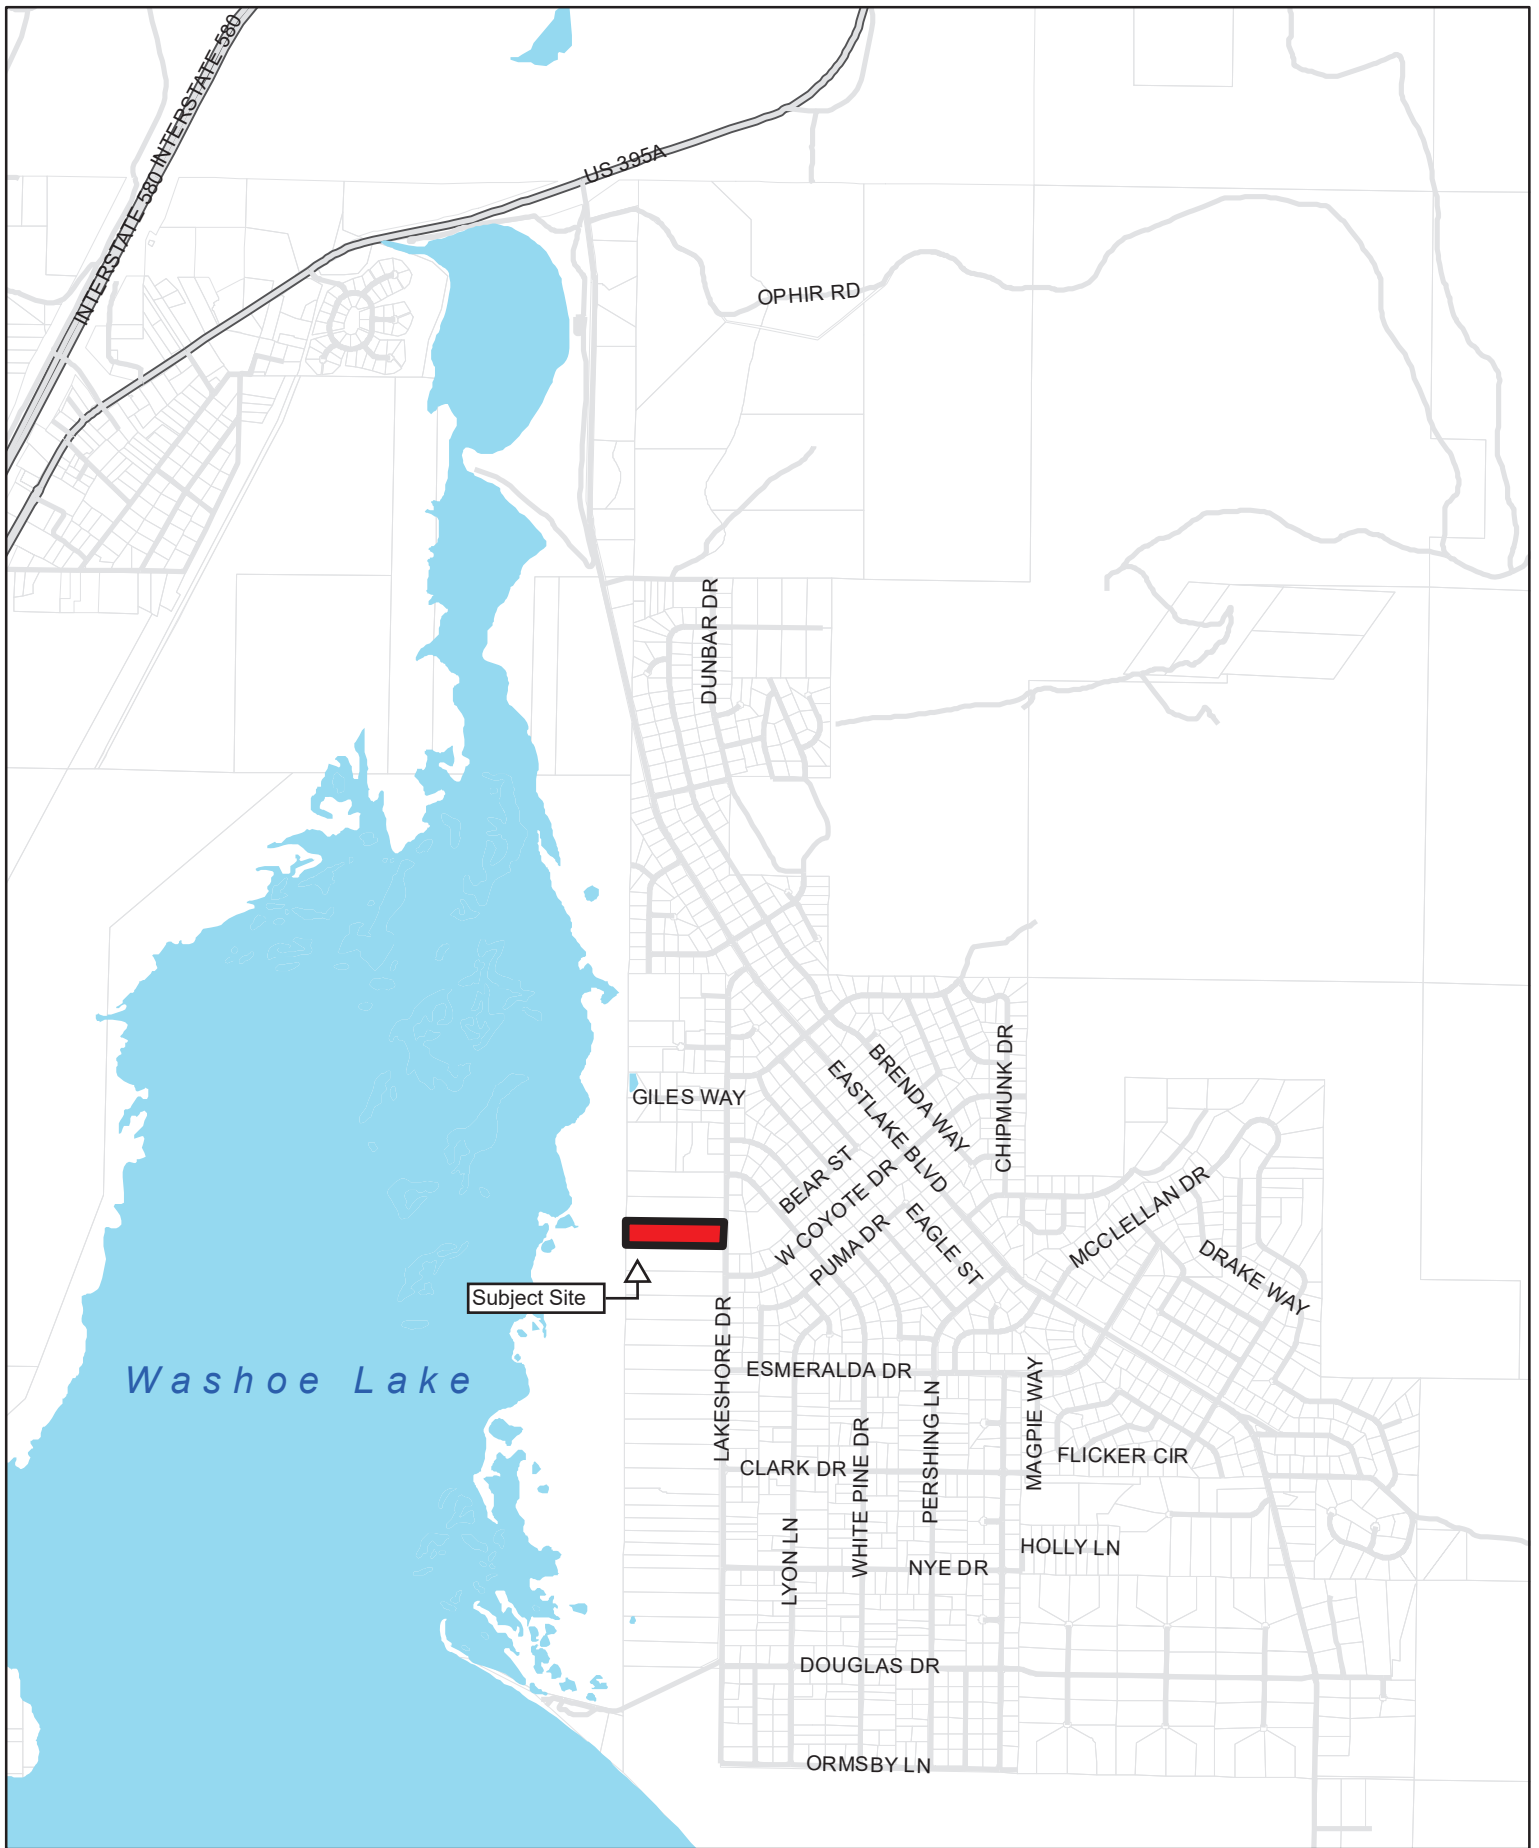 INTERSTATE 580
INTERSTATE 580
US 395A
OPHIR RD
DUNBAR DR
GILES WAY
BRENDA WAY
EASTLAKE BLVD
CHIPMUNK DR
BEAR ST
W COYOTE DR
PUMA DR
EAGLE ST
MCCLELLAN DR
DRAKE WAY
Subject Site
LAKESHORE DR
Washoe Lake
ESMERALDA DR
PERSHING LN
MAGPIE WAY
WHITE PINE DR
CLARK DR
FLICKER CIR
LYON LN
HOLLY LN
NYE DR
DOUGLAS DR
ORMSBY LN